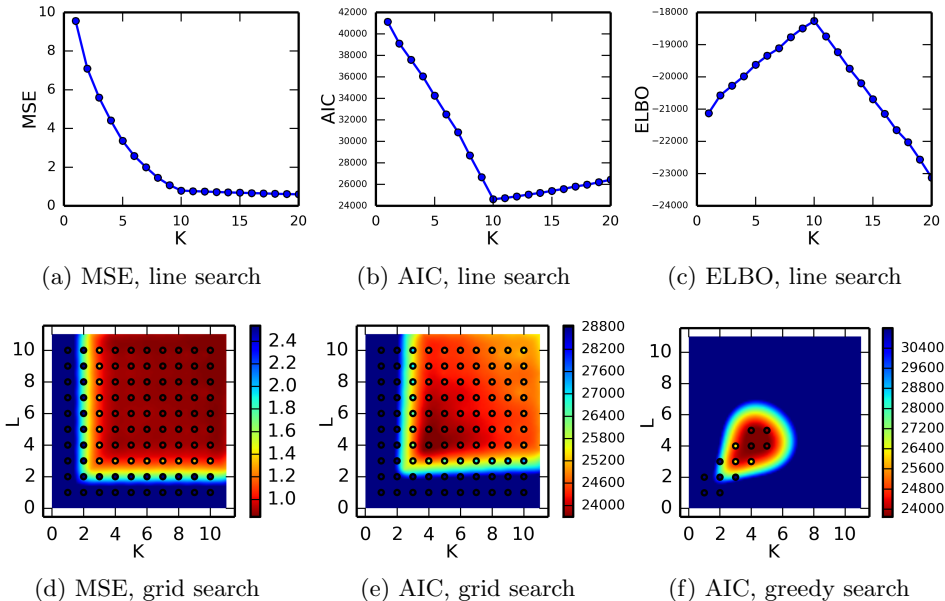 10
8
6
4
2
0
MSE
0 5 10 15 20
K
(a) MSE, line search
42000
40000
38000
36000
34000
32000
30000
28000
26000
24000
AIC
0 5 10 15 20
K
(b) AIC, line search
−17000
−18000
−19000
−20000
−21000
−22000
−23000
−24000
ELBO
0 5 10 15 20
K
(c) ELBO, line search
10
8
6
4
2
0
L
0 2 4 6 8 10
K
2.4
2.2
2.0
1.8
1.6
1.4
1.2
1.0
(d) MSE, grid search
10
8
6
4
2
0
L
0 2 4 6 8 10
K
28800
28000
27200
26400
25600
24800
24000
(e) AIC, grid search
10
8
6
4
2
0
L
0 2 4 6 8 10
K
30400
29600
28800
28000
27200
26400
25600
24800
24000
(f) AIC, greedy search